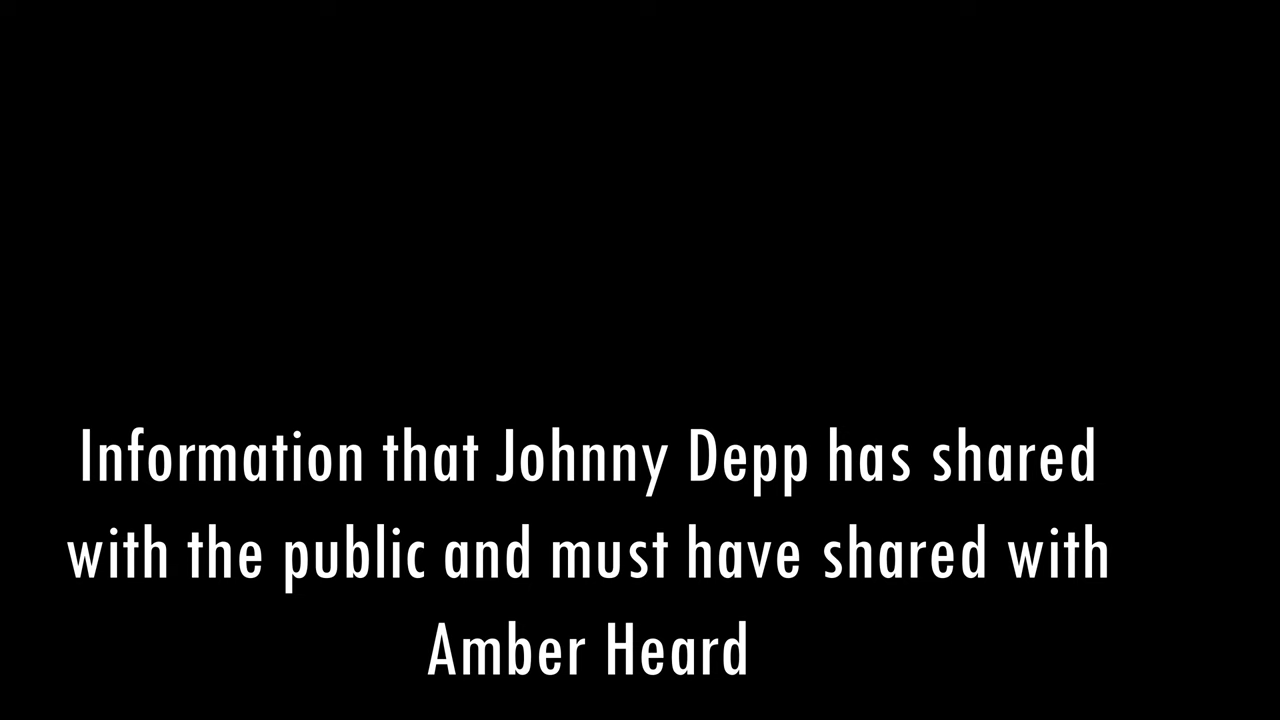 Information that Johnny Depp has shared
with the public and must have shared with
Amber Heard